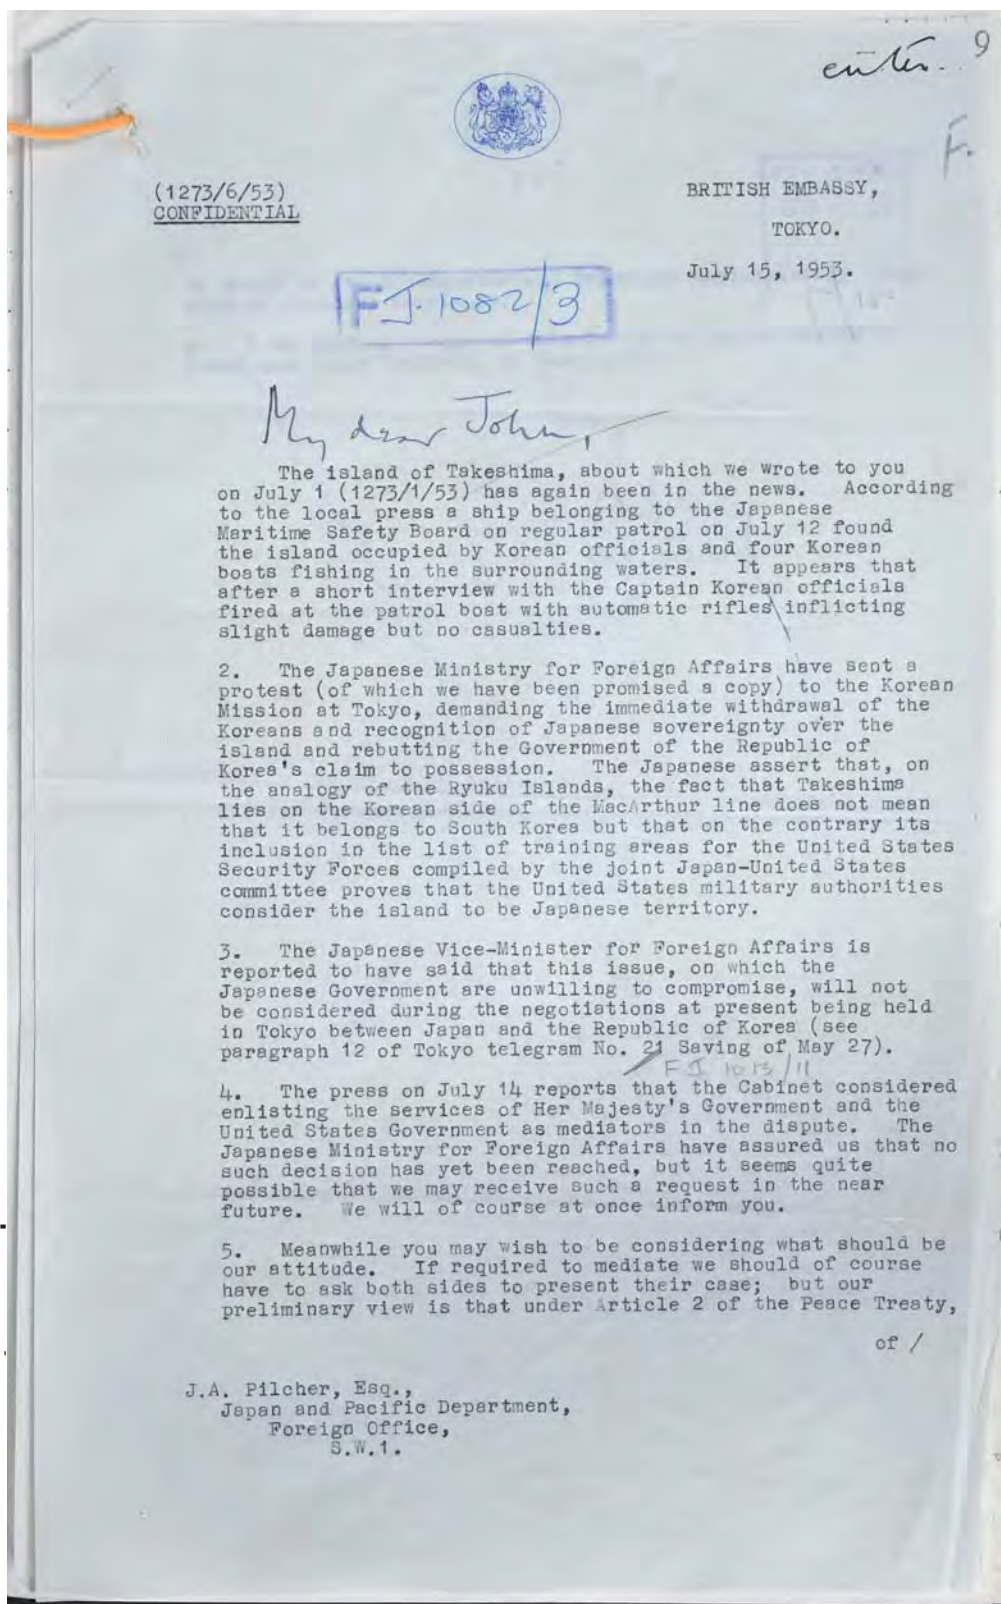 9
enter.
F.
(1273/6/53)
CONFIDENTIAL
BRITISH EMBASSY,
TOKYO.
July 15, 1953.
FJ.1082/3
My dear John,
The island of Takeshima, about which we wrote to you
on July 1 (1273/1/53) has again been in the news. According
to the local press a ship belonging to the Japanese
Maritime Safety Board on regular patrol on July 12 found
the island occupied by Korean officials and four Korean
boats fishing in the surrounding waters. It appears that
after a short interview with the Captain Korean officials
fired at the patrol boat with automatic rifles inflicting
slight damage but no casualties.
2. The Japanese Ministry for Foreign Affairs have sent a
protest (of which we have been promised a copy) to the Korean
Mission at Tokyo, demanding the immediate withdrawal of the
Koreans and recognition of Japanese sovereignty over the
island and rebutting the Government of the Republic of
Korea's claim to possession. The Japanese assert that, on
the analogy of the Ryuku Islands, the fact that Takeshima
lies on the Korean side of the MacArthur line does not mean
that it belongs to South Korea but that on the contrary its
inclusion in the list of training areas for the United States
Security Forces compiled by the joint Japan-United States
committee proves that the United States military authorities
consider the island to be Japanese territory.
3. The Japanese Vice-Minister for Foreign Affairs is
reported to have said that this issue, on which the
Japanese Government are unwilling to compromise, will not
be considered during the negotiations at present being held
in Tokyo between Japan and the Republic of Korea (see
paragraph 12 of Tokyo telegram No. 21 Saving of May 27).
FJ 1013/11
4. The press on July 14 reports that the Cabinet considered
enlisting the services of Her Majesty's Government and the
United States Government as mediators in the dispute. The
Japanese Ministry for Foreign Affairs have assured us that no
such decision has yet been reached, but it seems quite
possible that we may receive such a request in the near
future. We will of course at once inform you.
5. Meanwhile you may wish to be considering what should be
our attitude. If required to mediate we should of course
have to ask both sides to present their case; but our
preliminary view is that under Article 2 of the Peace Treaty,
of /
J.A. Pilcher, Esq.,
Japan and Pacific Department,
Foreign Office,
S.W.1.